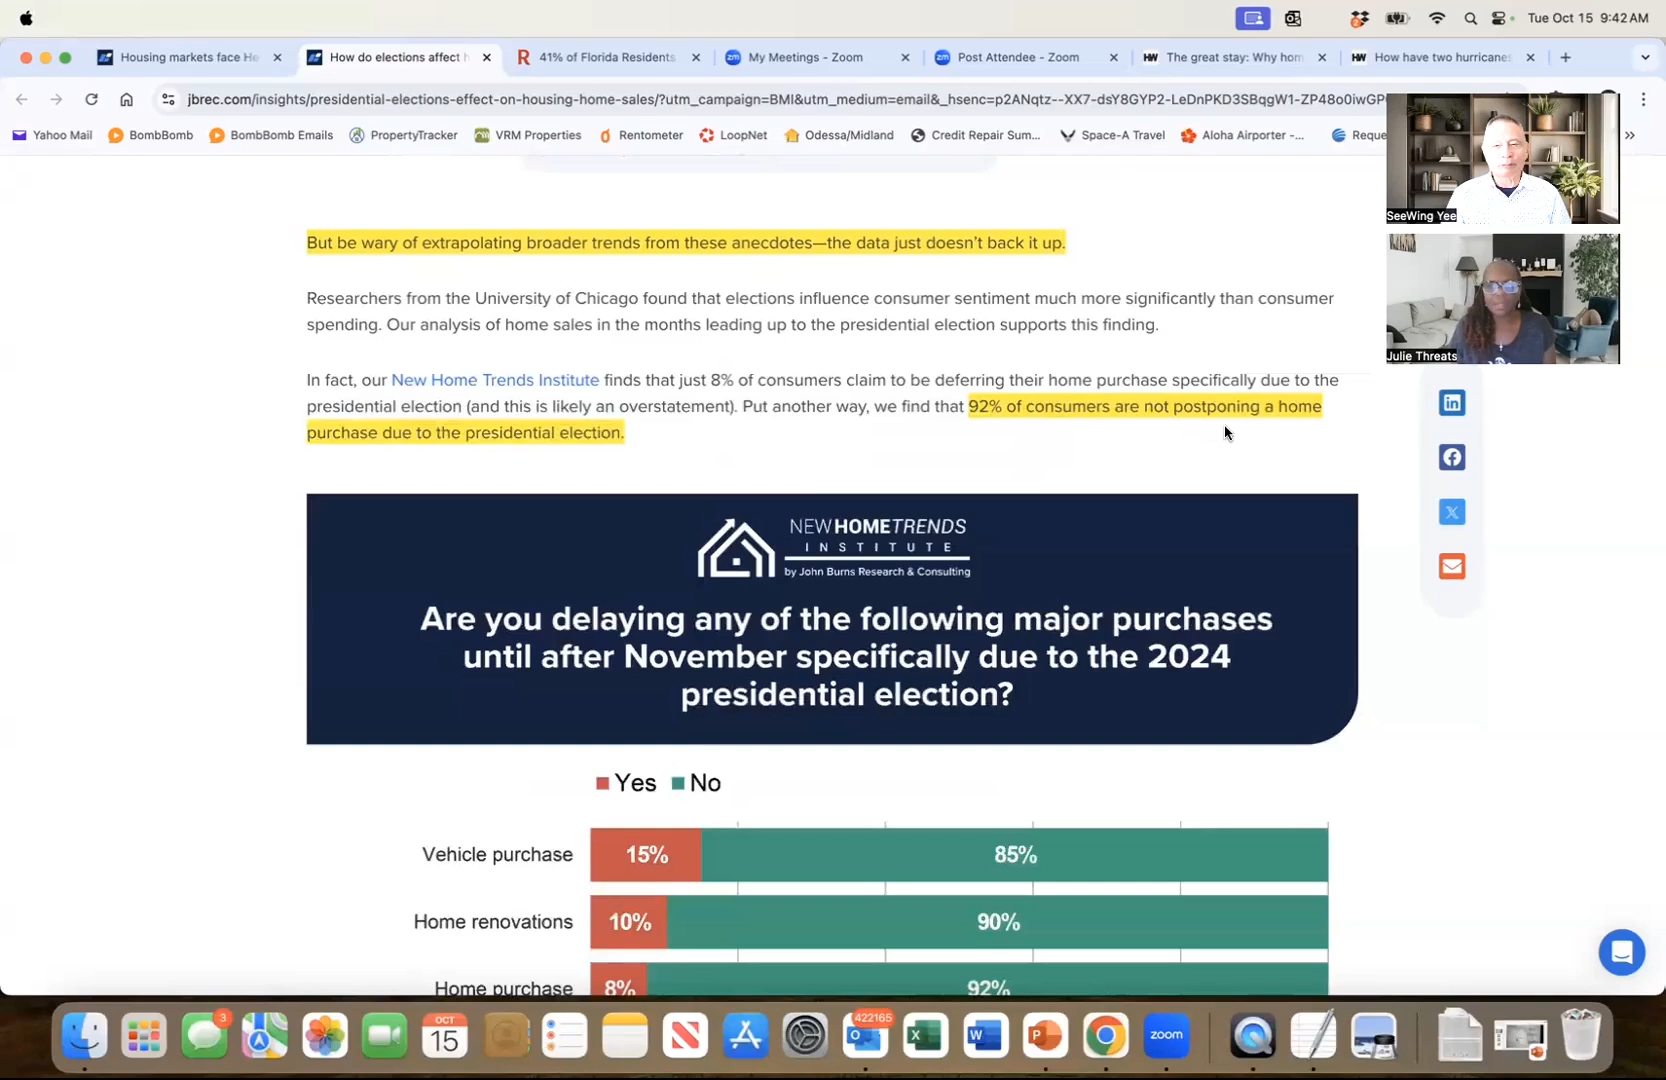 Tue Oct 15 9:42 AM
Housing markets face He
How do elections affect h
41% of Florida Residents
My Meetings - Zoom
Post Attendee - Zoom
The great stay: Why hom
How have two hurricanes
jbrec.com/insights/presidential-elections-effect-on-housing-home-sales/?utm_campaign=BMI&utm_medium=email&_hsenc=p2ANqtz--XX7-dsY8GYP2-LeDnPKD3SBqgW1-ZP48o0iwGP
Yahoo Mail
BombBomb
BombBomb Emails
PropertyTracker
VRM Properties
Rentometer
LoopNet
Odessa/Midland
Credit Repair Sum...
Space-A Travel
Aloha Airporter -...
Reque
SeeWing Yee
Julie Threats
But be wary of extrapolating broader trends from these anecdotes—the data just doesn't back it up.
Researchers from the University of Chicago found that elections influence consumer sentiment much more significantly than consumer
spending. Our analysis of home sales in the months leading up to the presidential election supports this finding.
In fact, our New Home Trends Institute finds that just 8% of consumers claim to be deferring their home purchase specifically due to the
presidential election (and this is likely an overstatement). Put another way, we find that 92% of consumers are not postponing a home
purchase due to the presidential election.
NEWHOMETRENDS
INSTITUTE
by John Burns Research & Consulting
Are you delaying any of the following major purchases
until after November specifically due to the 2024
presidential election?
Yes No
Vehicle purchase 15% 85%
Home renovations 10% 90%
Home purchase 8% 92%
3
OCT
15
422165
zoom